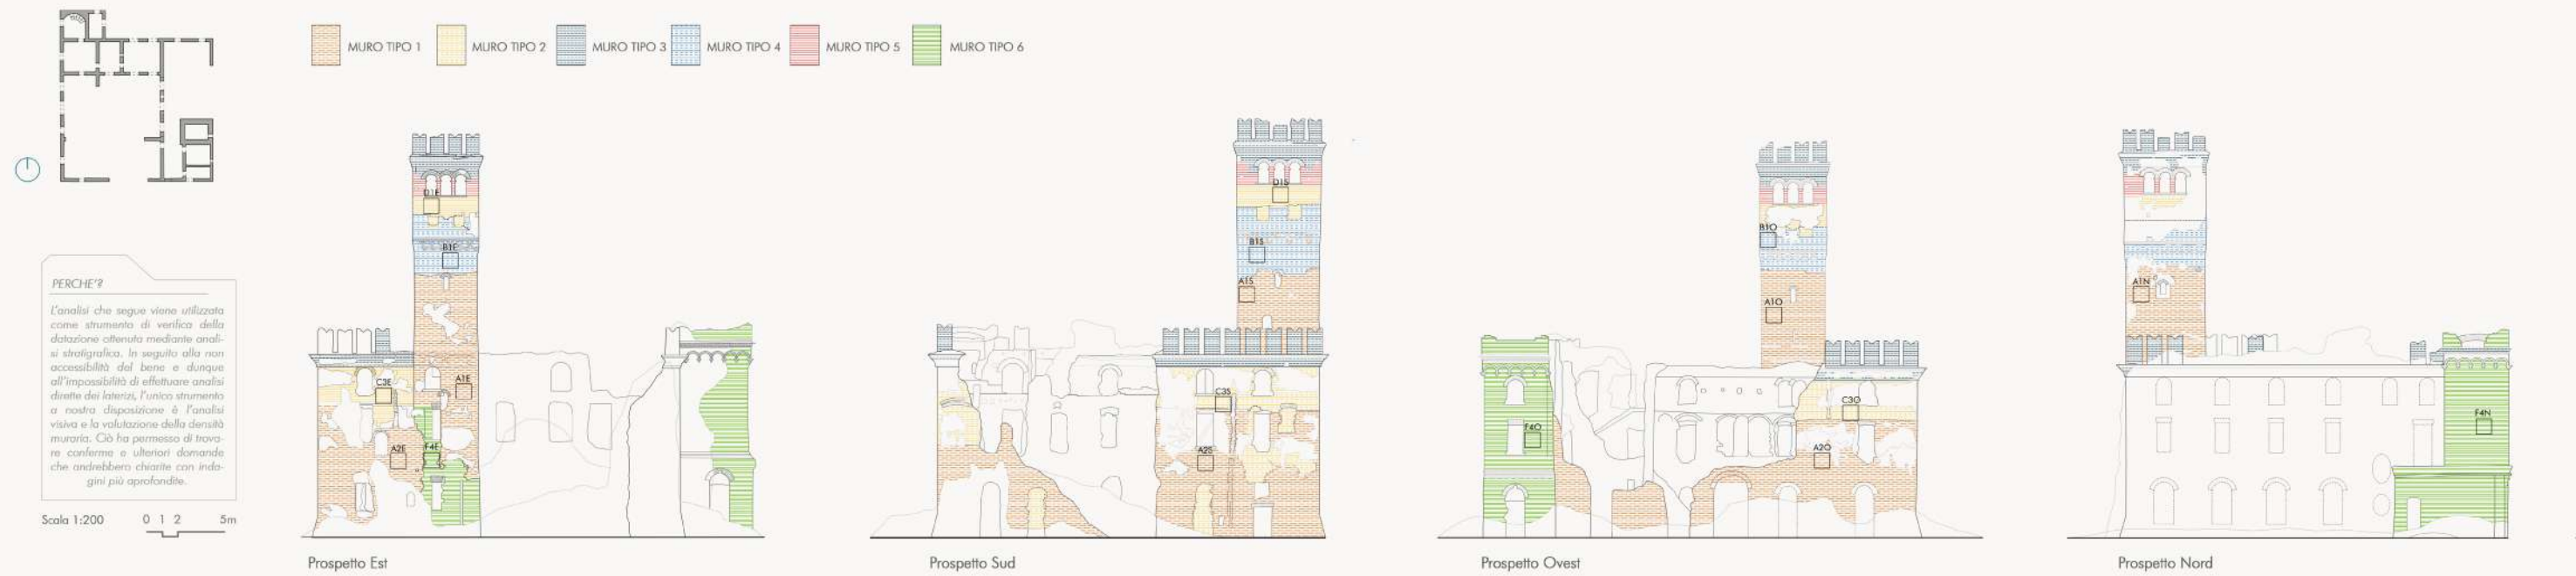 MURO TIPO 1
MURO TIPO 2
MURO TIPO 3
MURO TIPO 4
MURO TIPO 5
MURO TIPO 6
PERCHE'?
L'analisi che segue viene utilizzata
come strumento di verifica della
datazione ottenuta mediante anali-
si stratigrafica. In seguito alla non
accessibilità del bene e dunque
all'impossibilità di effettuare analisi
dirette dei laterizi, l'unico strumento
a nostra disposizione è l'analisi
visiva e la valutazione della densità
muraria. Ciò ha permesso di trova-
re conferme e ulteriori domande
che andrebbero chiarite con inda-
gini più aprofondite.
Scala 1:200
0 1 2 5m
D1E
B1E
C3E
A1E
A2E
F4E
Prospetto Est
D1S
B1S
A1S
C3S
A2S
Prospetto Sud
B1O
A1O
C3O
F4O
A2O
Prospetto Ovest
A1N
F4N
Prospetto Nord